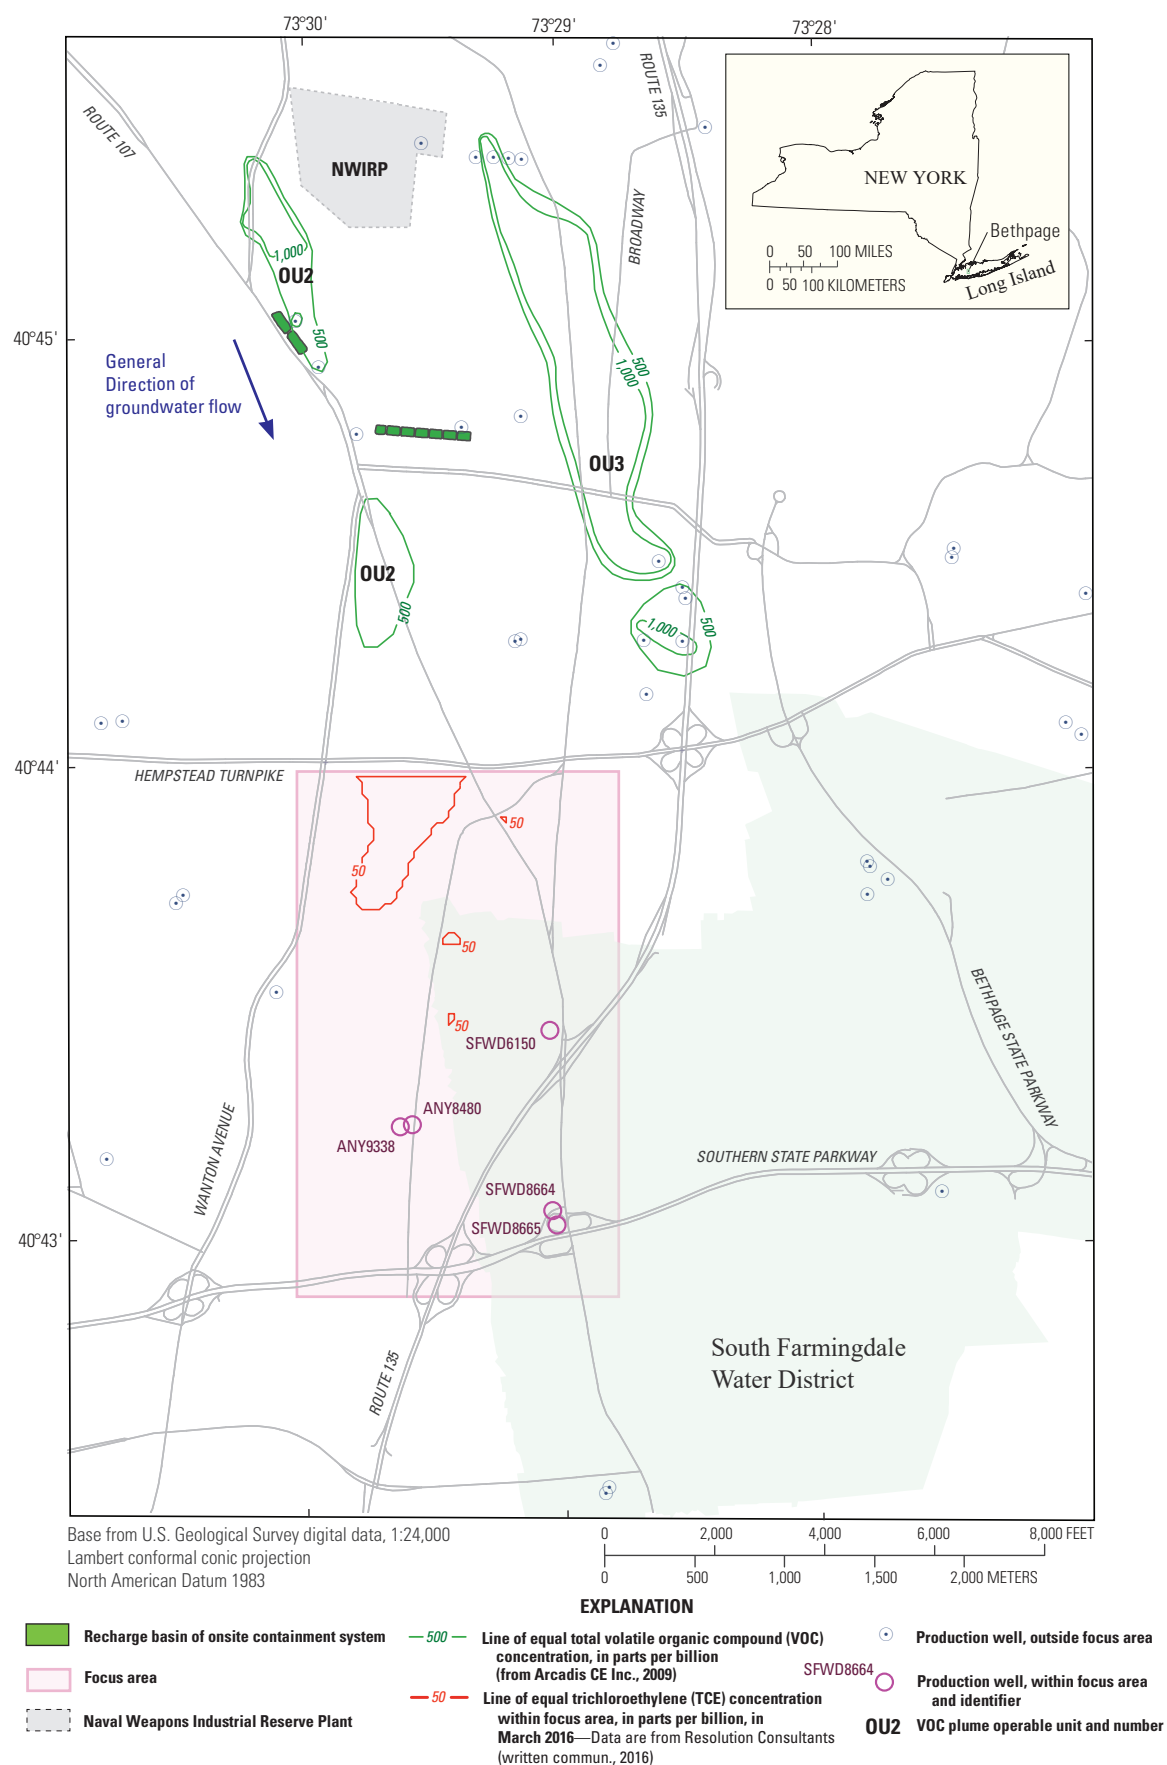 73°30'
73°29'
73°28'
ROUTE 107
ROUTE 135
NWIRP
BROADWAY
NEW YORK
Bethpage
Long Island
0 50 100 MILES
0 50 100 KILOMETERS
1,000
OU2
500
40°45'
General
Direction of
groundwater flow
500
1,000
OU3
OU2
500
1,000
500
40°44'
HEMPSTEAD TURNPIKE
50
50
50
50
SFWD6150
BETHPAGE STATE PARKWAY
ANY8480
ANY9338
WANTON AVENUE
SOUTHERN STATE PARKWAY
SFWD8664
SFWD8665
40°43'
South Farmingdale
Water District
ROUTE 135
Base from U.S. Geological Survey digital data, 1:24,000
Lambert conformal conic projection
North American Datum 1983
0 2,000 4,000 6,000 8,000 FEET
0 500 1,000 1,500 2,000 METERS
EXPLANATION
Recharge basin of onsite containment system
Focus area
Naval Weapons Industrial Reserve Plant
500
Line of equal total volatile organic compound (VOC)
concentration, in parts per billion
(from Arcadis CE Inc., 2009)
50
Line of equal trichloroethylene (TCE) concentration
within focus area, in parts per billion, in
March 2016—Data are from Resolution Consultants
(written commun., 2016)
Production well, outside focus area
SFWD8664
Production well, within focus area
and identifier
OU2 VOC plume operable unit and number